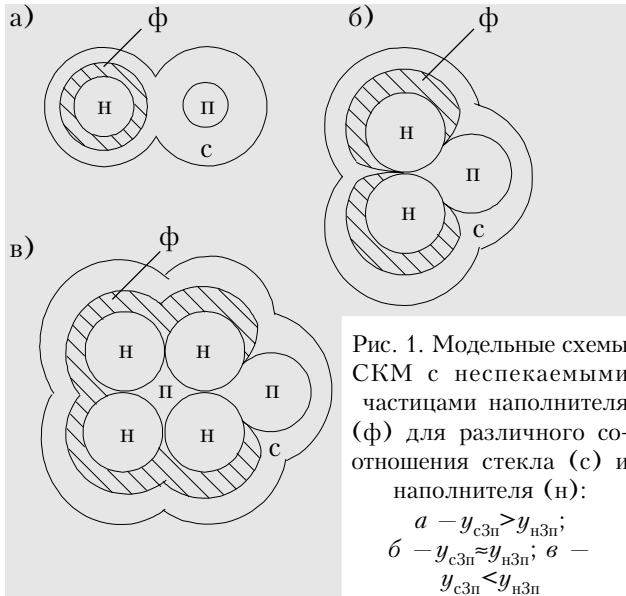 а)
ф
н
п
с
б)
ф
н
п
н
с
в)
ф
н
н
п
п
н
н
с
Рис. 1. Модельные схемы
СКМ с неспекаемыми
частицами наполнителя
(ф) для различного со-
отношения стекла (с) и
наполнителя (н):
а – yсЗп>yнЗп;
б – yсЗп≈yнЗп; в –
yсЗп<yнЗп